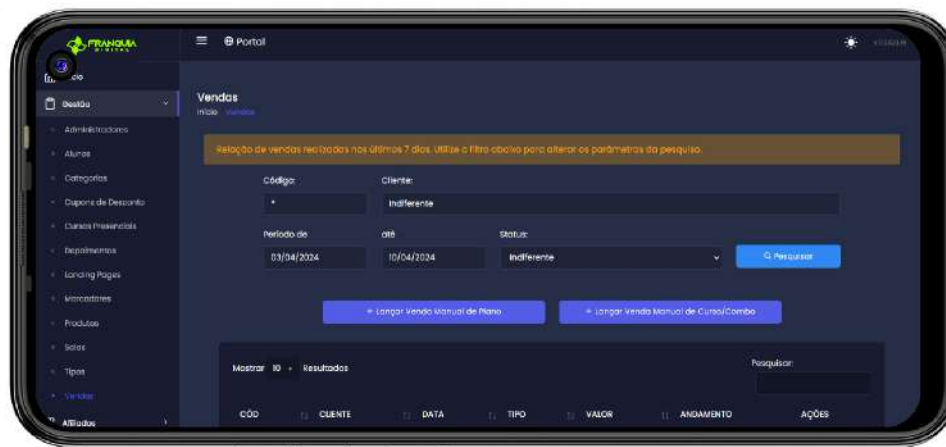 FRANQUIA
DIGITAL
Portal
Gestão
Administradores
Alunos
Categorias
Cupons de Desconto
Cursos Presenciais
Depoimentos
Landing Pages
Marcadores
Produtos
Salas
Tipos
Vendas
Afiliados
Vendas
Início Vendas
Relação de vendas realizadas nos últimos 7 dias. Utilize o filtro abaixo para alterar os parâmetros da pesquisa.
Código: Cliente:
* Indiferente
Período de até Status:
03/04/2024 10/04/2024 Indiferente Pesquisar
+ Lançar Venda Manual de Plano + Lançar Venda Manual de Curso/Combo
Mostrar 10 Resultados Pesquisar:
CÓD CLIENTE DATA TIPO VALOR ANDAMENTO AÇÕES